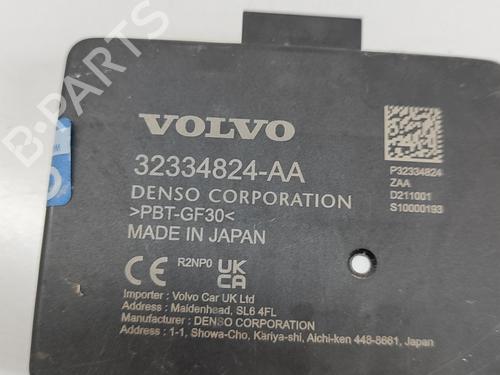 B-PARTS
VOLVO
32334824-AA
DENSO CORPORATION
>PBT-GF30<
MADE IN JAPAN
P32334824
ZAA
D211001
S10000193
CE R2NP0 UK CA
Importer : Volvo Car UK Ltd
Address : Maidenhead, SL6 4FL
Manufacturer : DENSO CORPORATION
Address : 1-1, Showa-Cho, Kariya-shi, Aichi-ken 448-8661, Japan